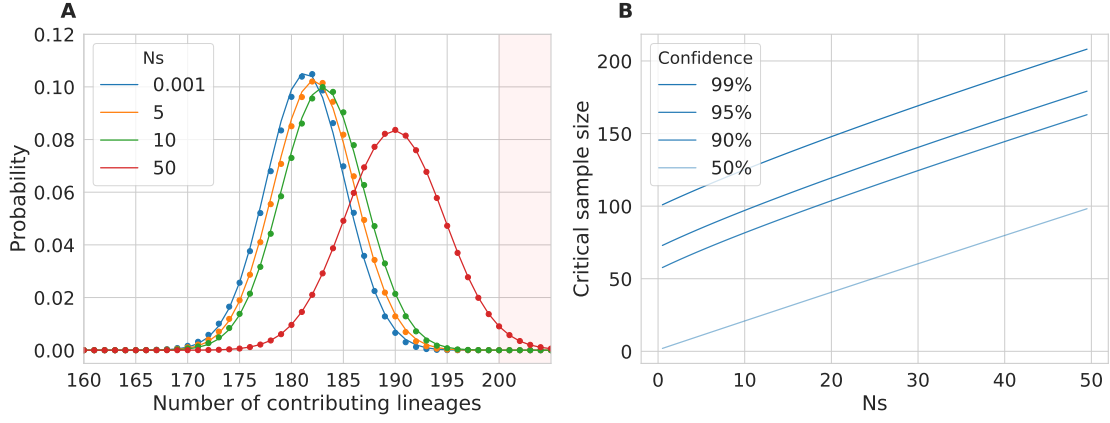 A
Probability
0.12
0.10
0.08
0.06
0.04
0.02
0.00
Ns
0.001
5
10
50
160 165 170 175 180 185 190 195 200
Number of contributing lineages
B
Critical sample size
200
150
100
50
0
Confidence
99%
95%
90%
50%
0 10 20 30 40 50
Ns